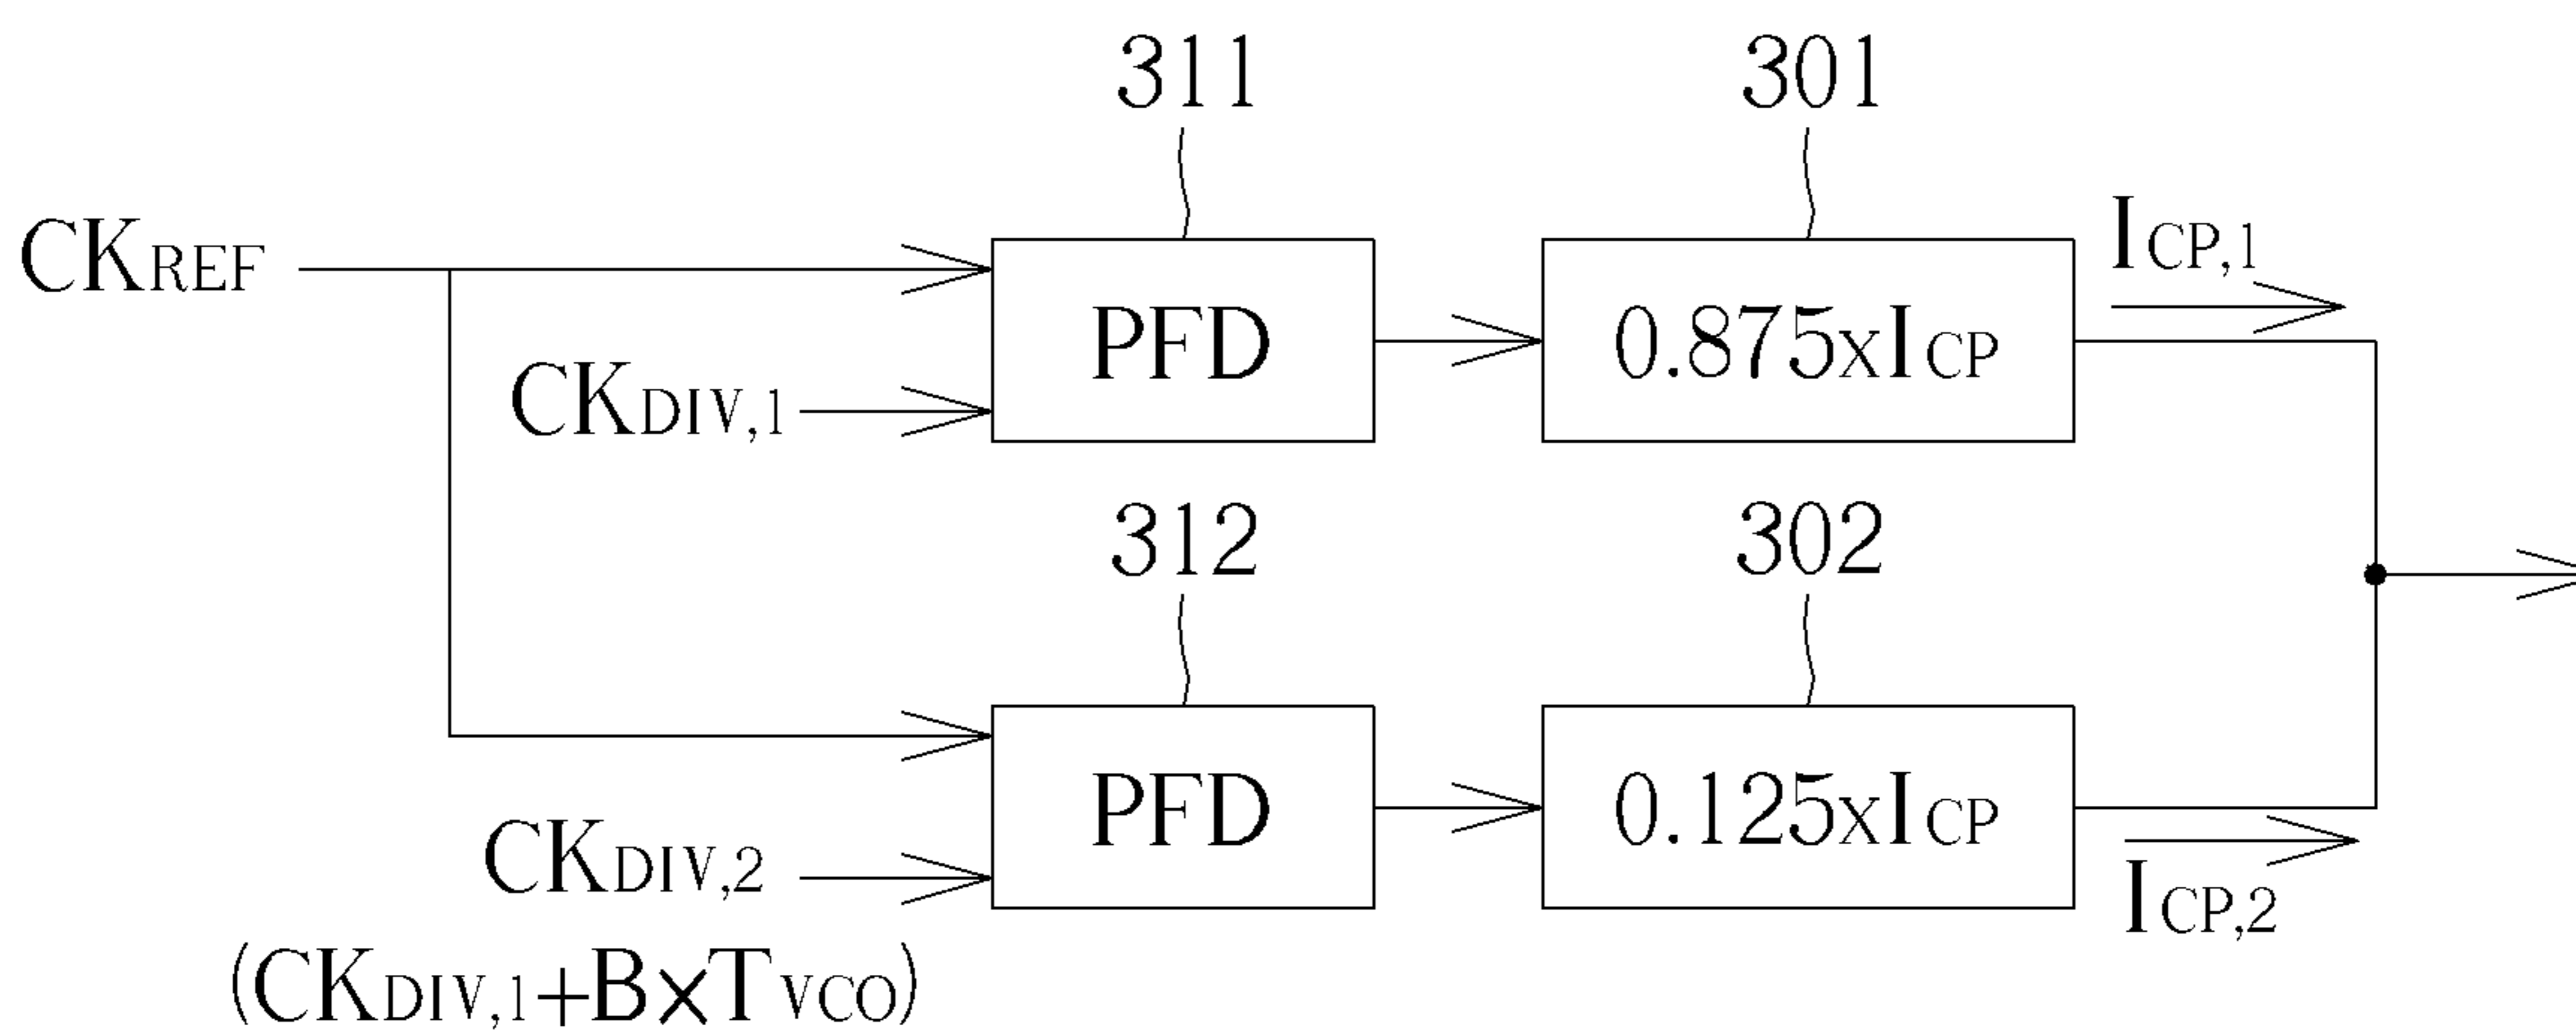 311 301
CKREF
ICP,1
PFD
0.875xICP
CKDIV,1
312 302
PFD
0.125xICP
CKDIV,2
ICP,2
(CKDIV,1+B×TVCO)